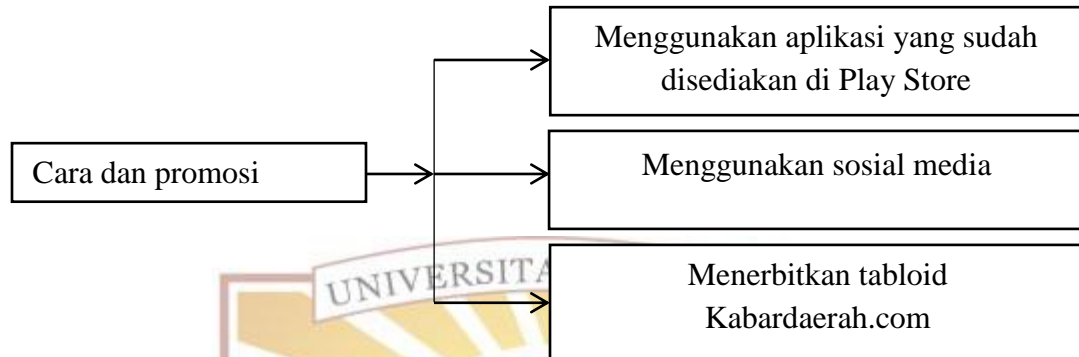 Menggunakan aplikasi yang sudah
disediakan di Play Store
Cara dan promosi
Menggunakan sosial media
UNIVERSITA
Menerbitkan tabloid
Kabardaerah.com